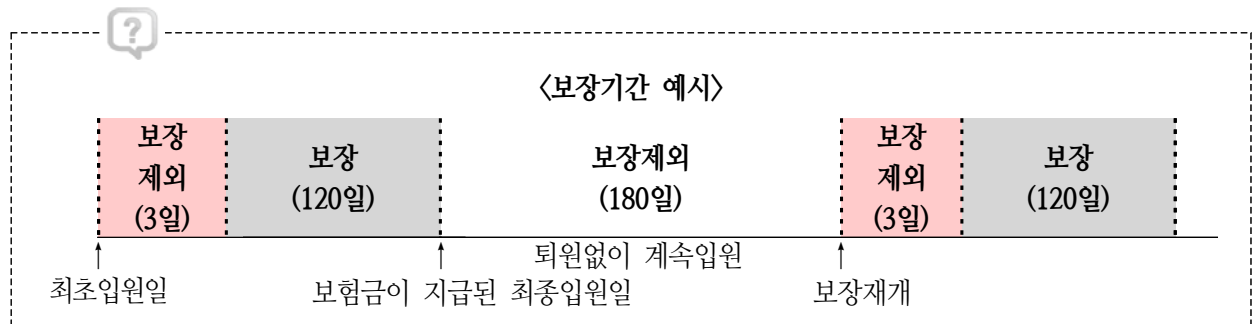 ?
〈보장기간 예시〉
보장
제외
(3일)
보장
(120일)
보장제외
(180일)
보장
제외
(3일)
보장
(120일)
퇴원없이 계속입원
최초입원일
보험금이 지급된 최종입원일
보장재개